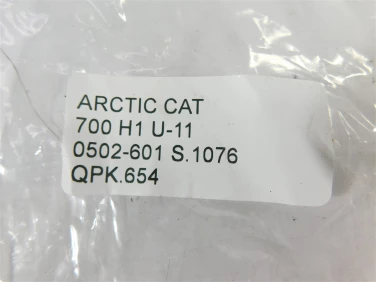 ARCTIC CAT
700 H1 U-11
0502-601 S.1076
QPK.654